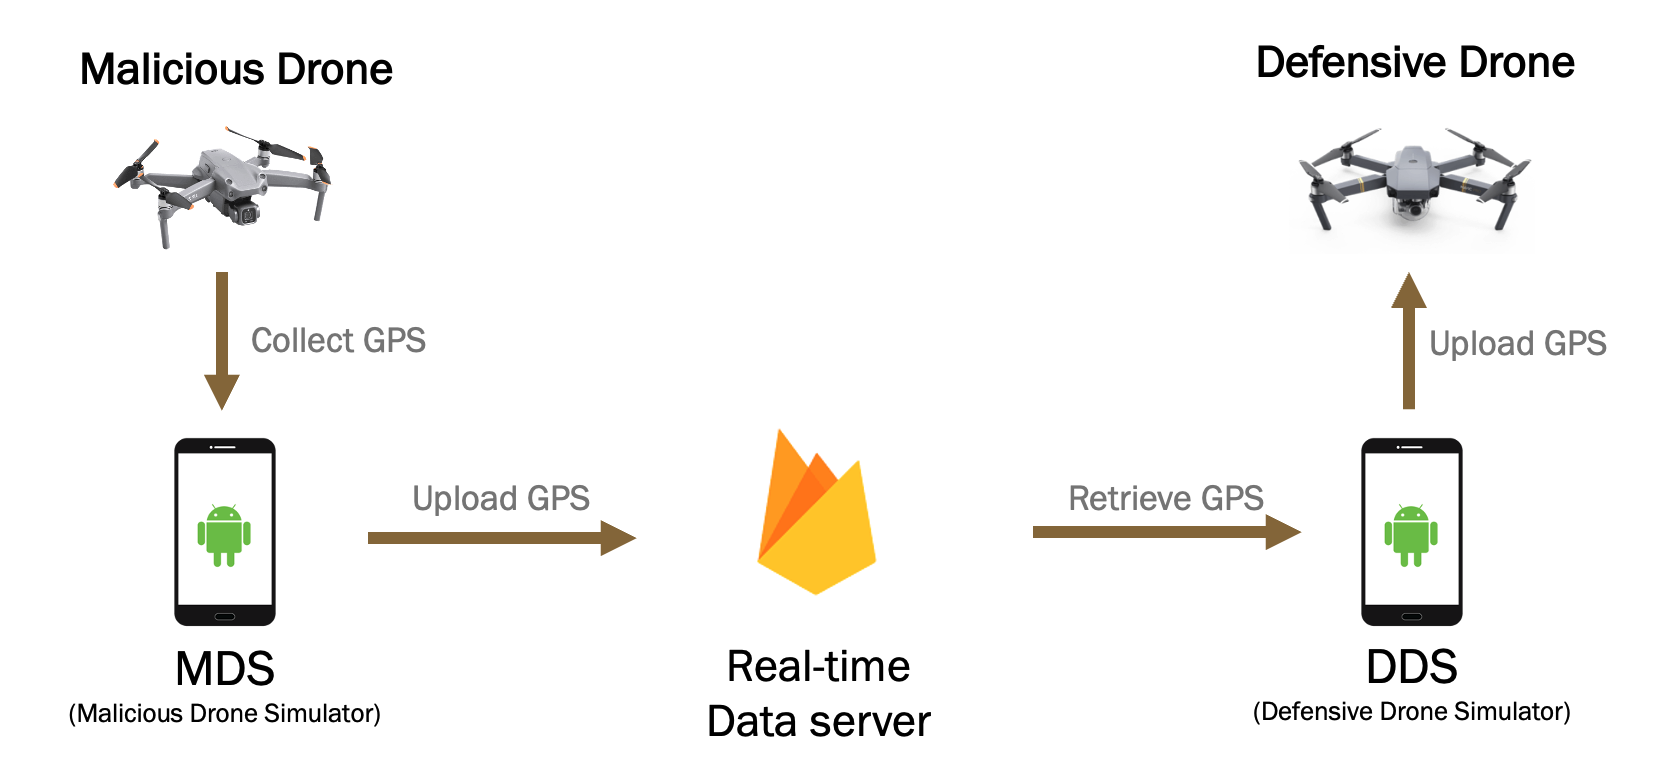 Malicious Drone
Defensive Drone
Collect GPS
Upload GPS
Upload GPS
Retrieve GPS
MDS
(Malicious Drone Simulator)
Real-time
Data server
DDS
(Defensive Drone Simulator)